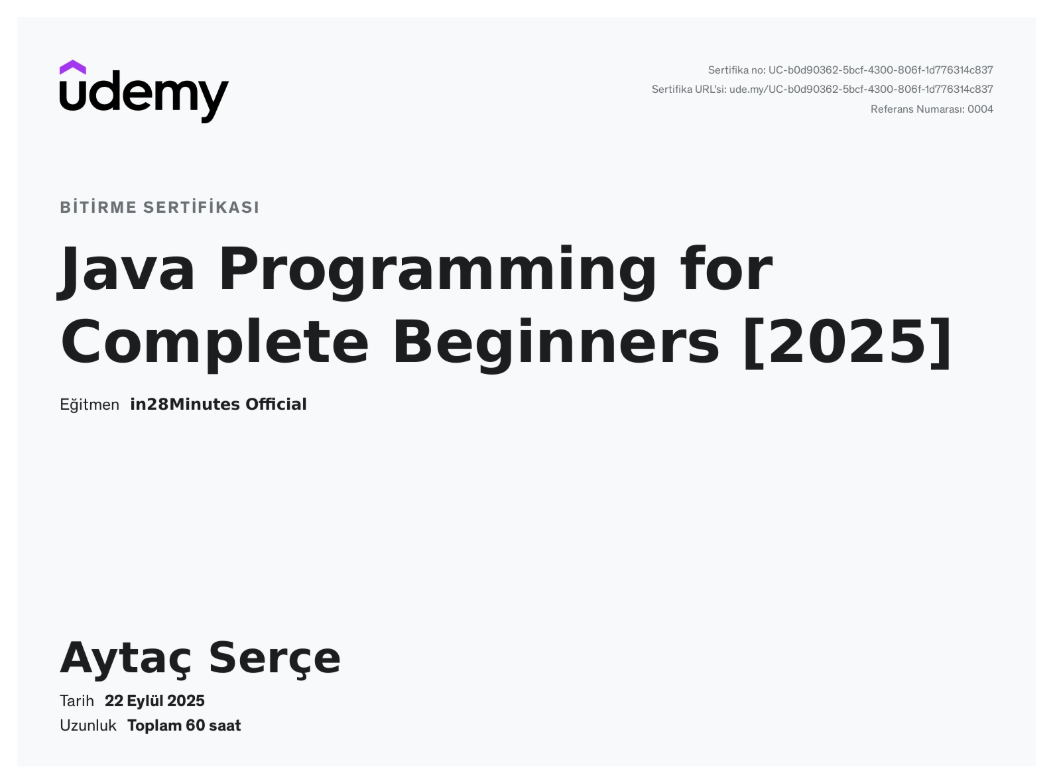 udemy
Sertifika no: UC-b0d90362-5bcf-4300-806f-1d776314c837
Sertifika URL'si: ude.my/UC-b0d90362-5bcf-4300-806f-1d776314c837
Referans Numarası: 0004
BİTİRME SERTİFİKASI
Java Programming for
Complete Beginners [2025]
Eğitmen in28Minutes Official
Aytaç Serçe
Tarih 22 Eylül 2025
Uzunluk Toplam 60 saat